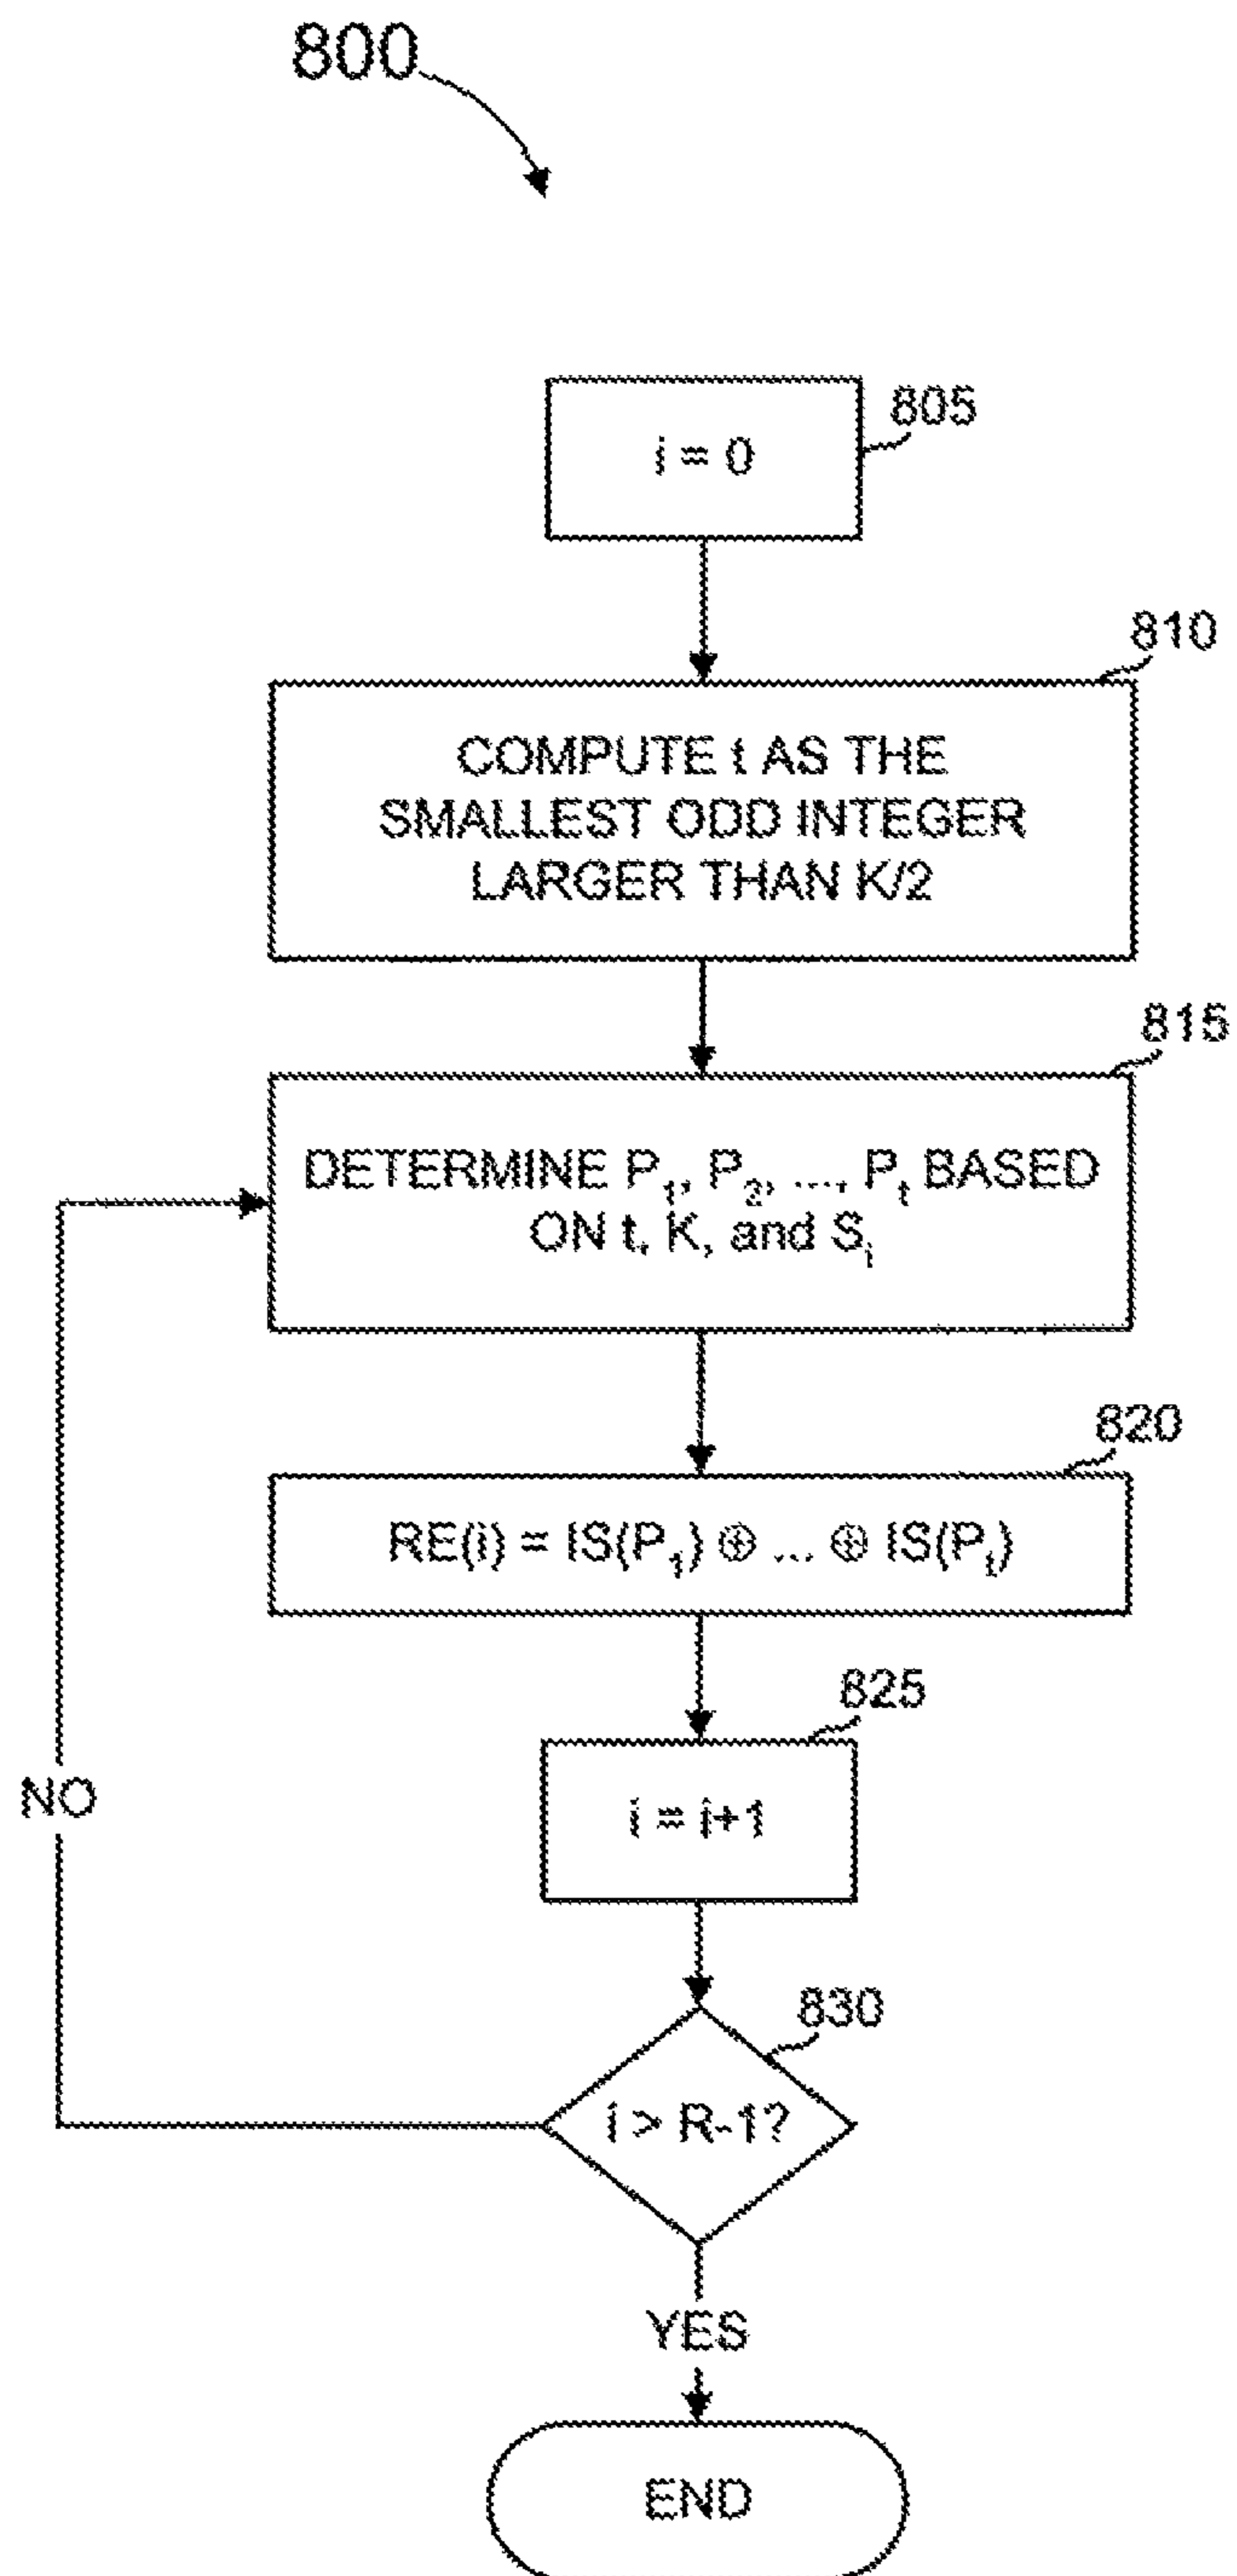 800
805
i = 0
810
COMPUTE t AS THE
SMALLEST ODD INTEGER
LARGER THAN K/2
815
DETERMINE P₁, P₂, ..., Pₜ BASED
ON t, K, and Sᵢ
820
RE(i) = IS(P₁) ⊕ ... ⊕ IS(Pₜ)
825
i = i+1
NO
830
i > R-1?
YES
END